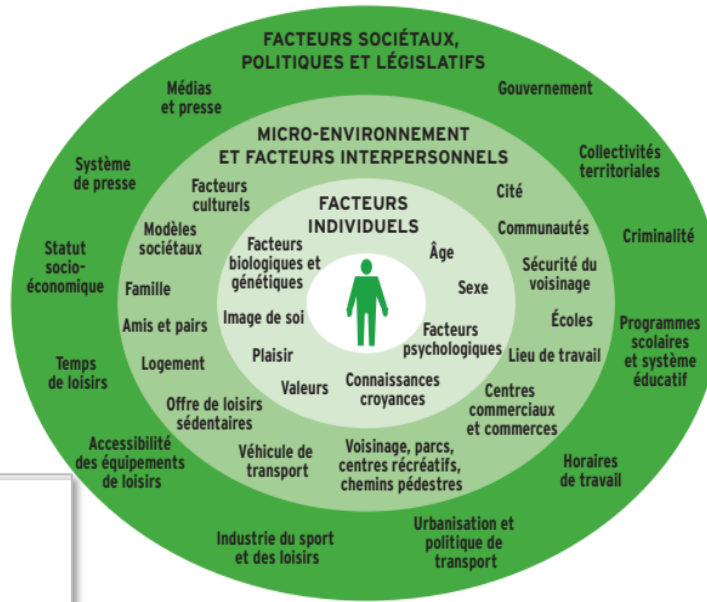 FACTEURS SOCIÉTAUX,
POLITIQUES ET LÉGISLATIFS
Médias
et presse
Gouvernement
Système
de presse
Collectivités
territoriales
Statut
socio-
économique
Criminalité
Temps
de loisirs
Programmes
scolaires
et système
éducatif
Accessibilité
des équipements
de loisirs
Horaires
de travail
Industrie du sport
et des loisirs
Urbanisation et
politique de
transport
MICRO-ENVIRONNEMENT
ET FACTEURS INTERPERSONNELS
Facteurs
culturels
Cité
Modèles
sociétaux
Communautés
Famille
Sécurité du
voisinage
Amis et pairs
Écoles
Logement
Lieu de travail
Offre de loisirs
sédentaires
Centres
commerciaux
et commerces
Véhicule de
transport
Voisinage, parcs,
centres récréatifs,
chemins pédestres
FACTEURS
INDIVIDUELS
Facteurs
biologiques et
génétiques
Âge
Sexe
Image de soi
Facteurs
psychologiques
Plaisir
Valeurs
Connaissances
croyances